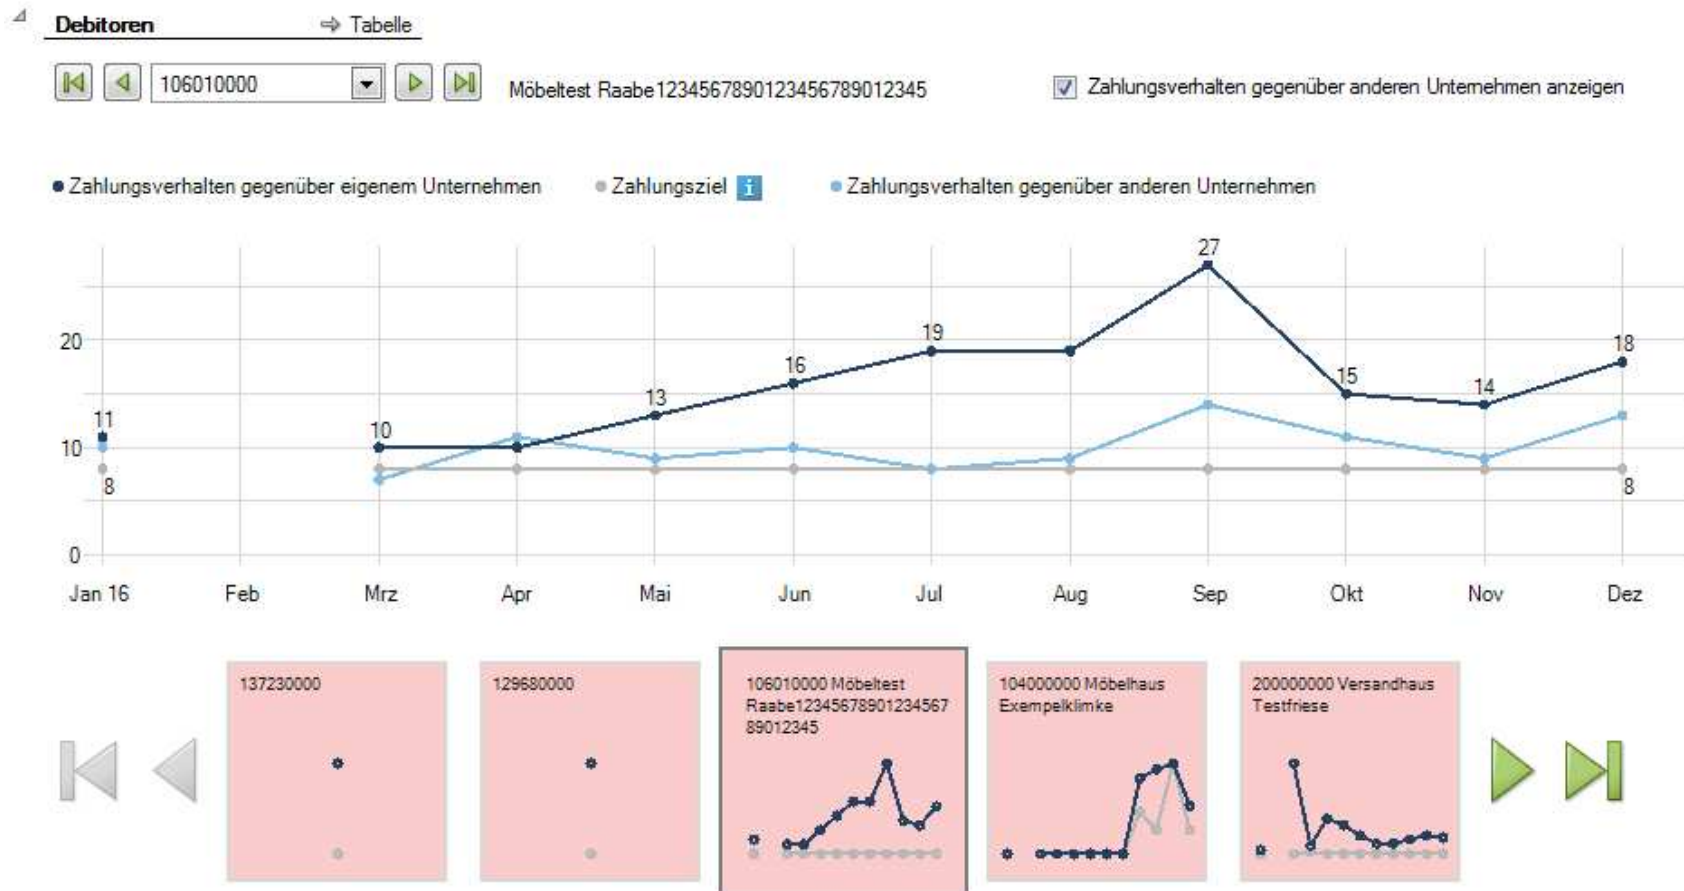 Debitoren
Tabelle
106010000
Möbeltest Raabe1234567890123456789012345
Zahlungsverhalten gegenüber anderen Unternehmen anzeigen
Zahlungsverhalten gegenüber eigenem Unternehmen
Zahlungsziel i
Zahlungsverhalten gegenüber anderen Unternehmen
27
20
19
18
16
15
14
13
11
10
10
8
8
0
Jan 16 Feb Mrz Apr Mai Jun Jul Aug Sep Okt Nov Dez
137230000
129680000
106010000 Möbeltest
Raabe12345678901234567
89012345
104000000 Möbelhaus
Exempelklimke
200000000 Versandhaus
Testfriese